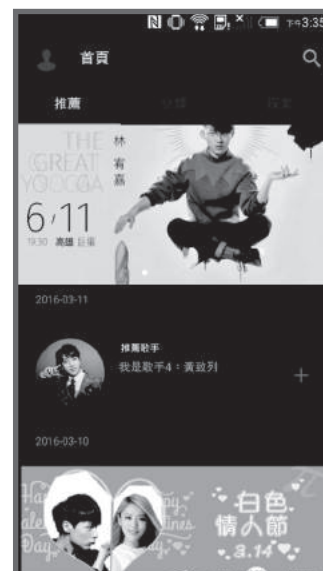 下午3:35
首頁
推薦
THE
GREAT
YOOGGA
林
宥
嘉
6/11
19:30 高雄 巨蛋
2016-03-11
推薦歌手
我是歌手4：黃致列
2016-03-10
白色
情人節
3.14